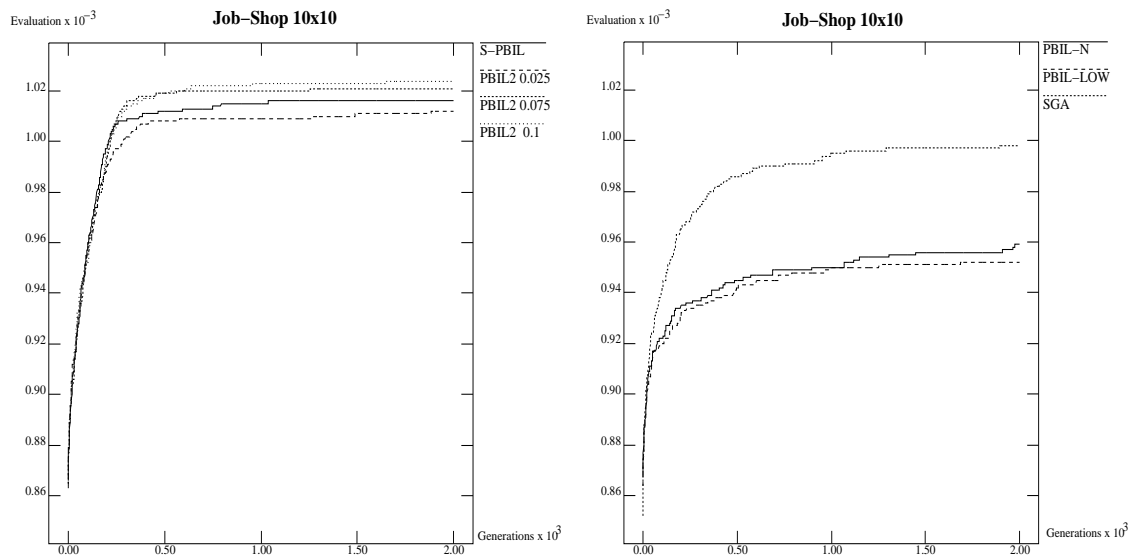 Job–Shop 10x10
Evaluation x 10⁻³
S–PBIL
PBIL2 0.025
PBIL2 0.075
PBIL2 0.1
1.02
1.00
0.98
0.96
0.94
0.92
0.90
0.88
0.86
Generations x 10³
0.00
0.50
1.00
1.50
2.00
Job–Shop 10x10
Evaluation x 10⁻³
PBIL–N
PBIL–LOW
SGA
1.02
1.00
0.98
0.96
0.94
0.92
0.90
0.88
0.86
Generations x 10³
0.00
0.50
1.00
1.50
2.00